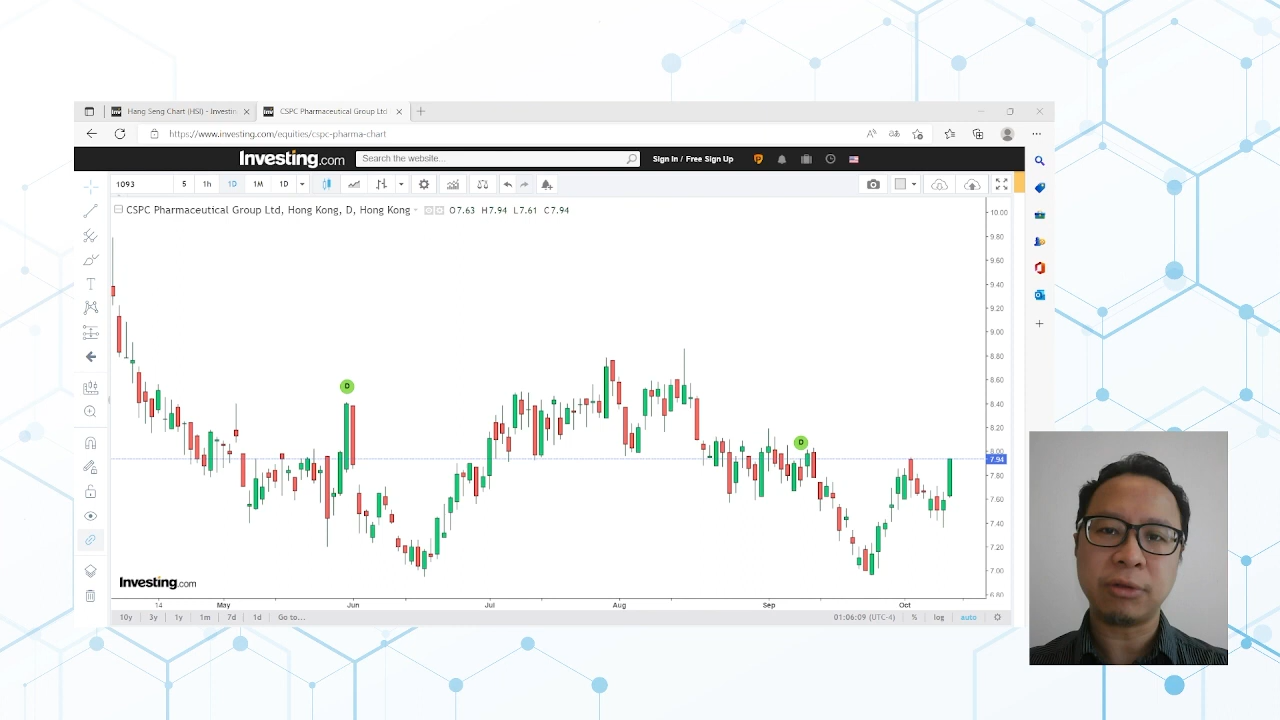 Hang Seng Chart (HSI) - Investin
CSPC Pharmaceutical Group Ltd
https://www.investing.com/equities/cspc-pharma-chart
Investing.com
Search the website...
Sign In / Free Sign Up
1093
5
1h
1D
1M
1D
CSPC Pharmaceutical Group Ltd, Hong Kong, D, Hong Kong
O7.63 H7.94 L7.61 C7.94
10.00
9.80
9.60
9.40
9.20
9.00
8.80
8.60
8.40
8.20
8.00
7.94
7.80
7.60
7.40
7.20
7.00
6.80
D
D
Investing.com
14
May
Jun
Jul
Aug
Sep
Oct
10y
3y
1y
1m
7d
1d
Go to...
01:06:09 (UTC-4)
%
log
auto